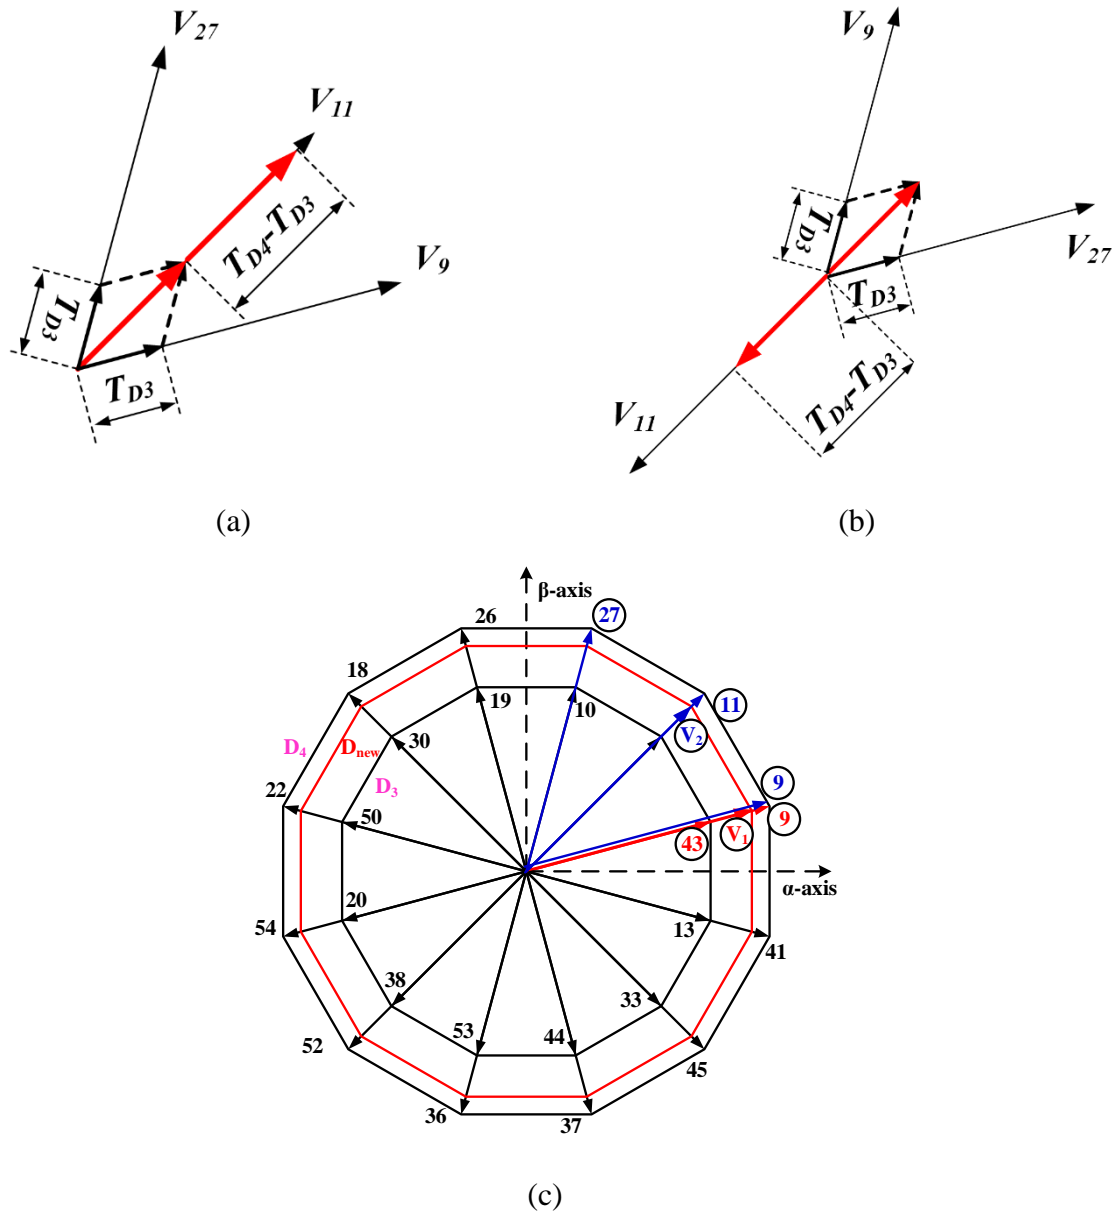 V27
V11
TD4-TD3
V9
TD3
TD3
(a)
V9
TD3
V27
TD3
TD4-TD3
V11
(b)
β-axis
26
27
18
19
10
11
30
V2
D4
Dnew
D3
9
22
50
43
V1
9
α-axis
20
13
54
41
38
33
52
53
44
45
36
37
(c)